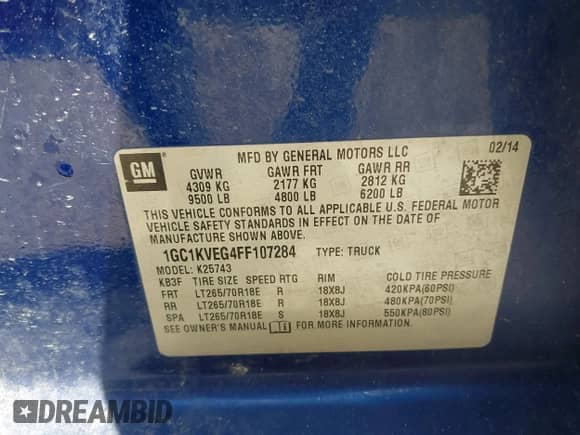 MFD BY GENERAL MOTORS LLC 02/14
GM
GVWR GAWR FRT GAWR RR
4309 KG 2177 KG 2812 KG
9500 LB 4800 LB 6200 LB
THIS VEHICLE CONFORMS TO ALL APPLICABLE U.S. FEDERAL MOTOR
VEHICLE SAFETY STANDARDS IN EFFECT ON THE DATE OF
MANUFACTURE SHOWN ABOVE.
1GC1KVEG4FF107284 TYPE: TRUCK
MODEL: K25743
KB3F TIRE SIZE SPEED RTG RIM COLD TIRE PRESSURE
FRT LT265/70R18E R 18X8J 420KPA(60PSI)
RR LT265/70R18E R 18X8J 480KPA(70PSI)
SPA LT265/70R18E S 18X8J 550KPA(80PSI)
SEE OWNER'S MANUAL FOR ADDITIONAL INFORMATION.
DREAMBID